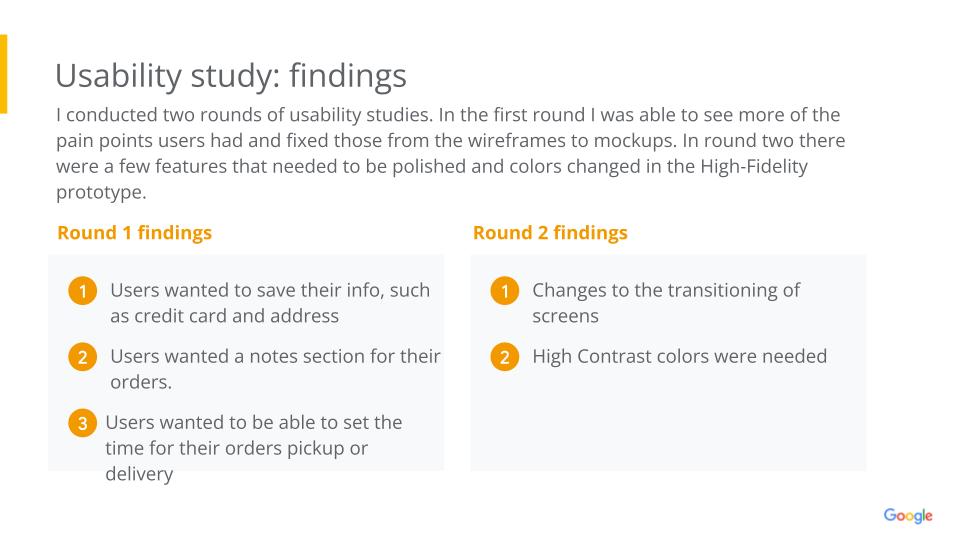 Usability study: findings
I conducted two rounds of usability studies. In the first round I was able to see more of the
pain points users had and fixed those from the wireframes to mockups. In round two there
were a few features that needed to be polished and colors changed in the High-Fidelity
prototype.
Round 1 findings
1 Users wanted to save their info, such
as credit card and address
2 Users wanted a notes section for their
orders.
3 Users wanted to be able to set the
time for their orders pickup or
delivery
Round 2 findings
1 Changes to the transitioning of
screens
2 High Contrast colors were needed
Google